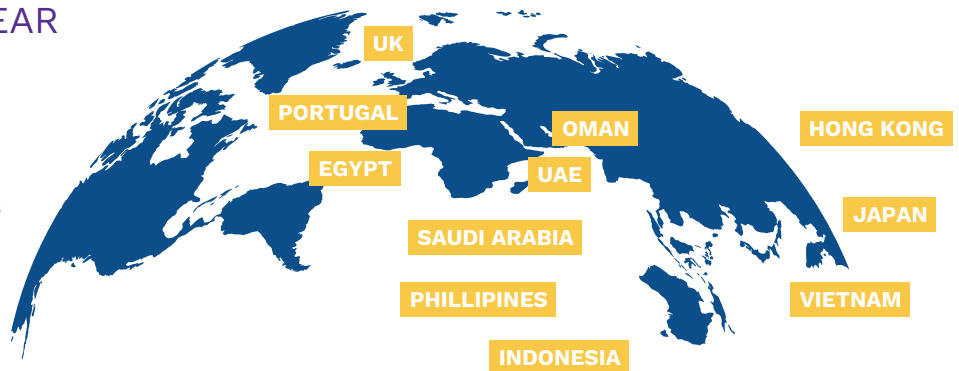 EAR
UK
PORTUGAL
OMAN
HONG KONG
EGYPT
UAE
JAPAN
SAUDI ARABIA
PHILLIPINES
VIETNAM
INDONESIA